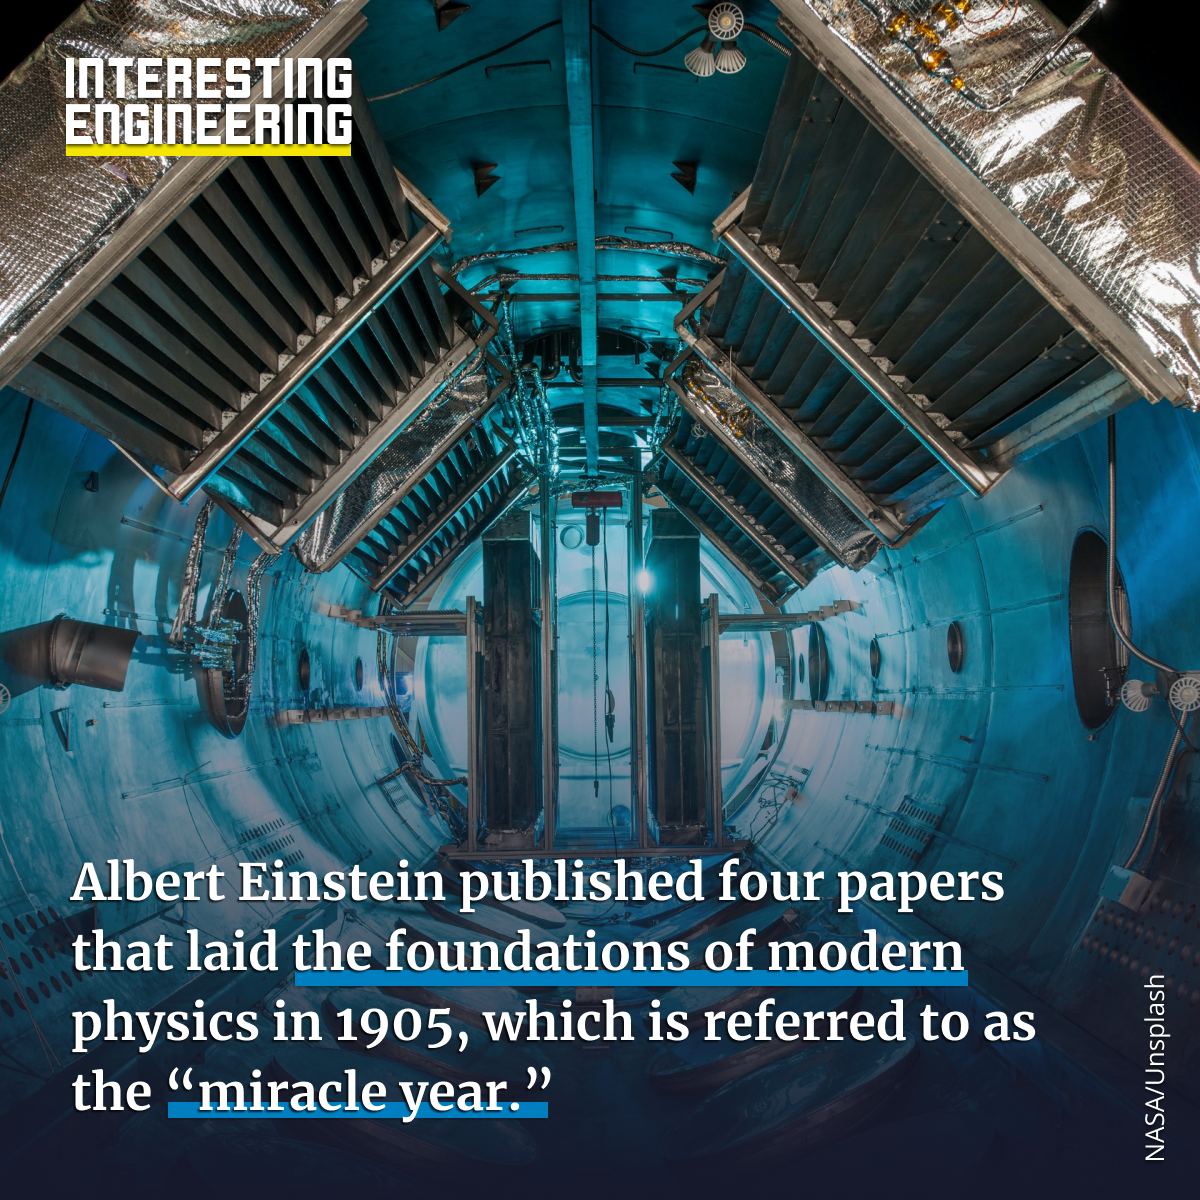 INTERESTING
ENGINEERING
Albert Einstein published four papers
that laid the foundations of modern
physics in 1905, which is referred to as
the “miracle year.”
NASA/Unsplash